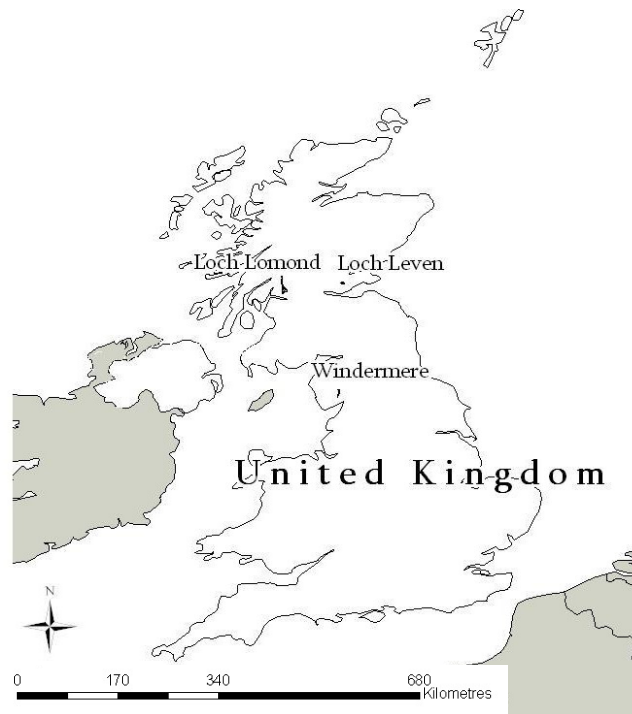 Loch Lomond Loch Leven
Windermere
United Kingdom
N
0 170 340 680
Kilometres